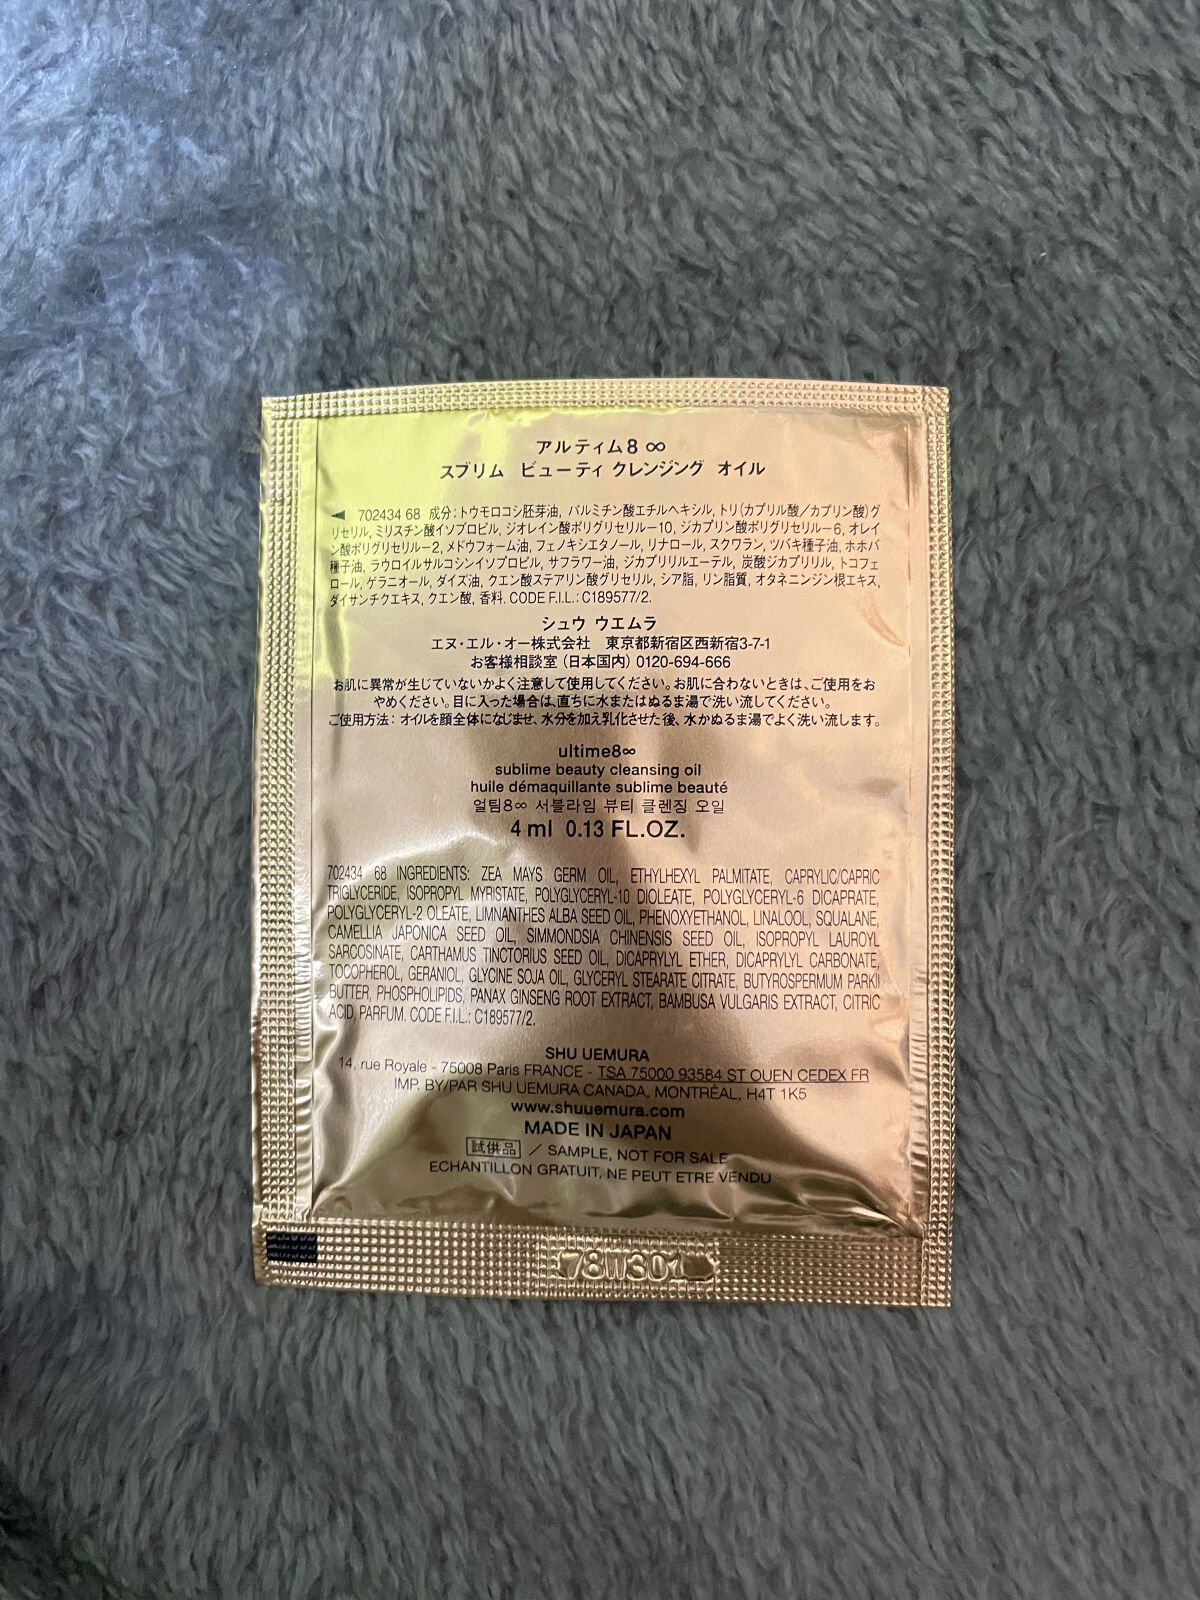 アルティム8 ∞
スブリム ビューティ クレンジング オイル
◄ 702434 68 成分：トウモロコシ胚芽油, パルミチン酸エチルヘキシル, トリ(カプリル酸／カプリン酸)グ
リセリル, ミリスチン酸イソプロピル, ジオレイン酸ポリグリセリル－10, ジカプリン酸ポリグリセリル－6, オレイ
ン酸ポリグリセリル－2, メドウフォーム油, フェノキシエタノール, リナロール, スクワラン, ツバキ種子油, ホホバ
種子油, ラウロイルサルコシンイソプロピル, サフラワー油, ジカプリリルエーテル, 炭酸ジカプリリル, トコフェ
ロール, ゲラニオール, ダイズ油, クエン酸ステアリン酸グリセリル, シア脂, リン脂質, オタネニンジン根エキス,
ダイサンチクエキス, クエン酸, 香料. CODE F.I.L.: C189577/2.
シュウ ウエムラ
エヌ・エル・オー株式会社 東京都新宿区西新宿3-7-1
お客様相談室（日本国内）0120-694-666
お肌に異常が生じていないかよく注意して使用してください。お肌に合わないときは、ご使用をお
やめください。目に入った場合は、直ちに水またはぬるま湯で洗い流してください。
ご使用方法：オイルを顔全体になじませ、水分を加え乳化させた後、水かぬるま湯でよく洗い流します。
ultime8∞
sublime beauty cleansing oil
huile démaquillante sublime beauté
얼팀8∞ 서블라임 뷰티 클렌징 오일
4 ml 0.13 FL.OZ.
702434 68 INGREDIENTS: ZEA MAYS GERM OIL, ETHYLHEXYL PALMITATE, CAPRYLIC/CAPRIC
TRIGLYCERIDE, ISOPROPYL MYRISTATE, POLYGLYCERYL-10 DIOLEATE, POLYGLYCERYL-6 DICAPRATE,
POLYGLYCERYL-2 OLEATE, LIMNANTHES ALBA SEED OIL, PHENOXYETHANOL, LINALOOL, SQUALANE,
CAMELLIA JAPONICA SEED OIL, SIMMONDSIA CHINENSIS SEED OIL, ISOPROPYL LAUROYL
SARCOSINATE, CARTHAMUS TINCTORIUS SEED OIL, DICAPRYLYL ETHER, DICAPRYLYL CARBONATE,
TOCOPHEROL, GERANIOL, GLYCINE SOJA OIL, GLYCERYL STEARATE CITRATE, BUTYROSPERMUM PARKII
BUTTER, PHOSPHOLIPIDS, PANAX GINSENG ROOT EXTRACT, BAMBUSA VULGARIS EXTRACT, CITRIC
ACID, PARFUM. CODE F.I.L.: C189577/2.
SHU UEMURA
14, rue Royale - 75008 Paris FRANCE - TSA 75000 93584 ST OUEN CEDEX FR
IMP. BY/PAR SHU UEMURA CANADA, MONTRÉAL, H4T 1K5
www.shuuemura.com
MADE IN JAPAN
試供品 / SAMPLE, NOT FOR SALE
ECHANTILLON GRATUIT, NE PEUT ETRE VENDU